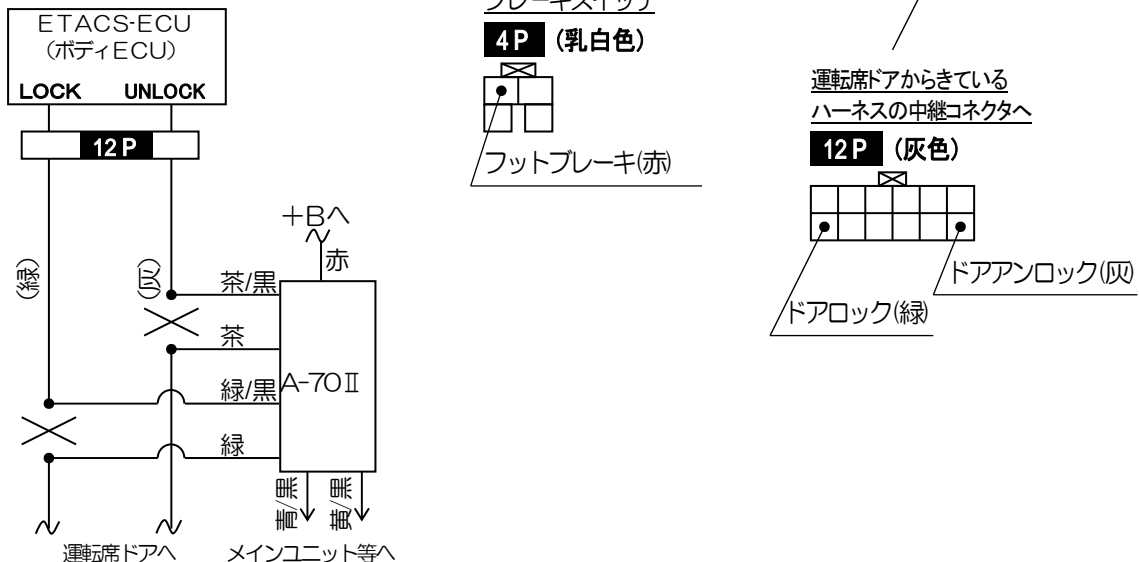 ETACS-ECU
(ボディECU)
LOCK UNLOCK
12P
(緑)
(灰)
+Bへ
赤
茶/黒
茶
緑/黒
緑
A-70Ⅱ
青/黒
黄/黒
運転席ドアへ
メインユニット等へ
ブレーキスイッチ
4P (乳白色)
フットブレーキ(赤)
運転席ドアからきている
ハーネスの中継コネクタへ
12P (灰色)
ドアアンロック(灰)
ドアロック(緑)